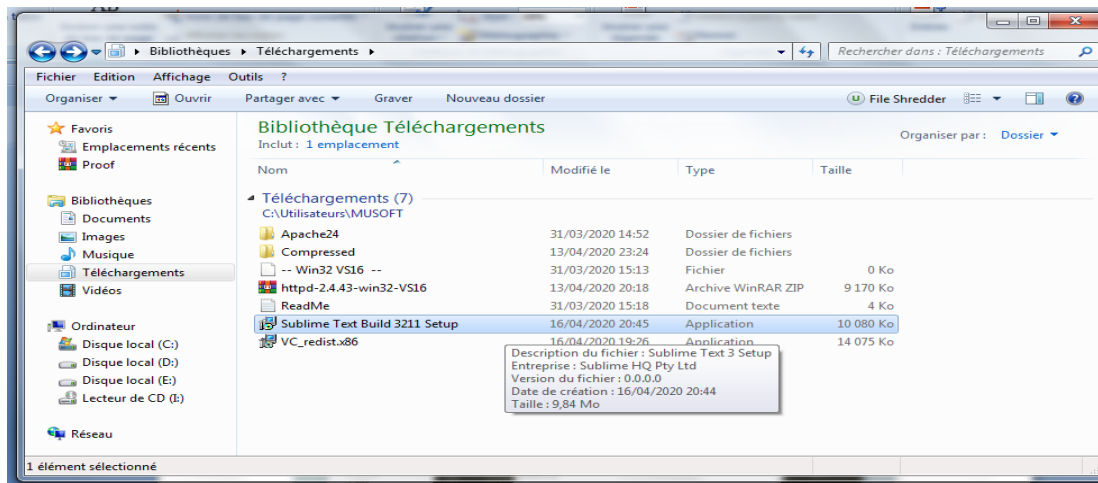 Bibliothèques Téléchargements
Rechercher dans : Téléchargements
Fichier Edition Affichage Outils ?
Organiser Ouvrir Partager avec Graver Nouveau dossier File Shredder
Favoris
Emplacements récents
Proof
Bibliothèques
Documents
Images
Musique
Téléchargements
Vidéos
Ordinateur
Disque local (C:)
Disque local (D:)
Disque local (E:)
Lecteur de CD (I:)
Réseau
Bibliothèque Téléchargements
Inclut : 1 emplacement
Organiser par : Dossier
Nom Modifié le Type Taille
Téléchargements (7)
C:\Utilisateurs\MUSOFT
Apache24 31/03/2020 14:52 Dossier de fichiers
Compressed 13/04/2020 23:24 Dossier de fichiers
-- Win32 VS16 -- 31/03/2020 15:13 Fichier 0 Ko
httpd-2.4.43-win32-VS16 13/04/2020 20:18 Archive WinRAR ZIP 9 170 Ko
ReadMe 31/03/2020 15:18 Document texte 4 Ko
Sublime Text Build 3211 Setup 16/04/2020 20:45 Application 10 080 Ko
VC_redist.x86 16/04/2020 19:26 Application 14 075 Ko
Description du fichier : Sublime Text 3 Setup
Entreprise : Sublime HQ Pty Ltd
Version du fichier : 0.0.0.0
Date de création : 16/04/2020 20:44
Taille : 9,84 Mo
1 élément sélectionné